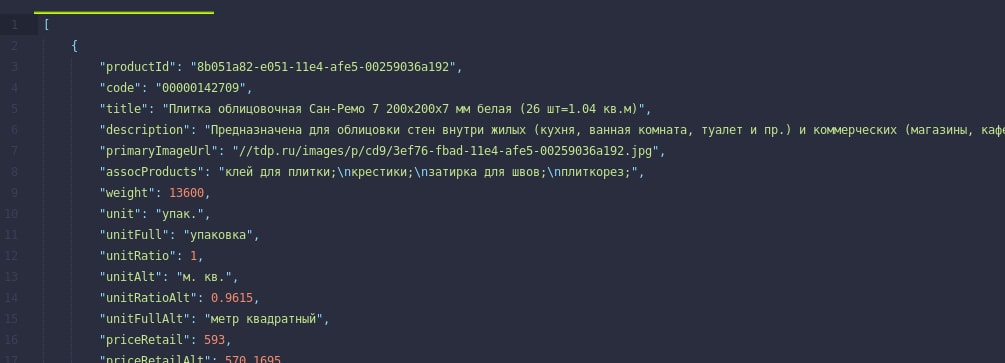 1 [
2 {
3 "productId": "8b051a82-e051-11e4-afe5-00259036a192",
4 "code": "00000142709",
5 "title": "Плитка облицовочная Сан-Ремо 7 200x200x7 мм белая (26 шт=1.04 кв.м)",
6 "description": "Предназначена для облицовки стен внутри жилых (кухня, ванная комната, туалет и пр.) и коммерческих (магазины, кафе
7 "primaryImageUrl": "//tdp.ru/images/p/cd9/3ef76-fbad-11e4-afe5-00259036a192.jpg",
8 "assocProducts": "клей для плитки;\nкрестики;\nзатирка для швов;\nплиткорез;",
9 "weight": 13600,
10 "unit": "упак.",
11 "unitFull": "упаковка",
12 "unitRatio": 1,
13 "unitAlt": "м. кв.",
14 "unitRatioAlt": 0.9615,
15 "unitFullAlt": "метр квадратный",
16 "priceRetail": 593,
17 "priceRetailAlt": 570.1695